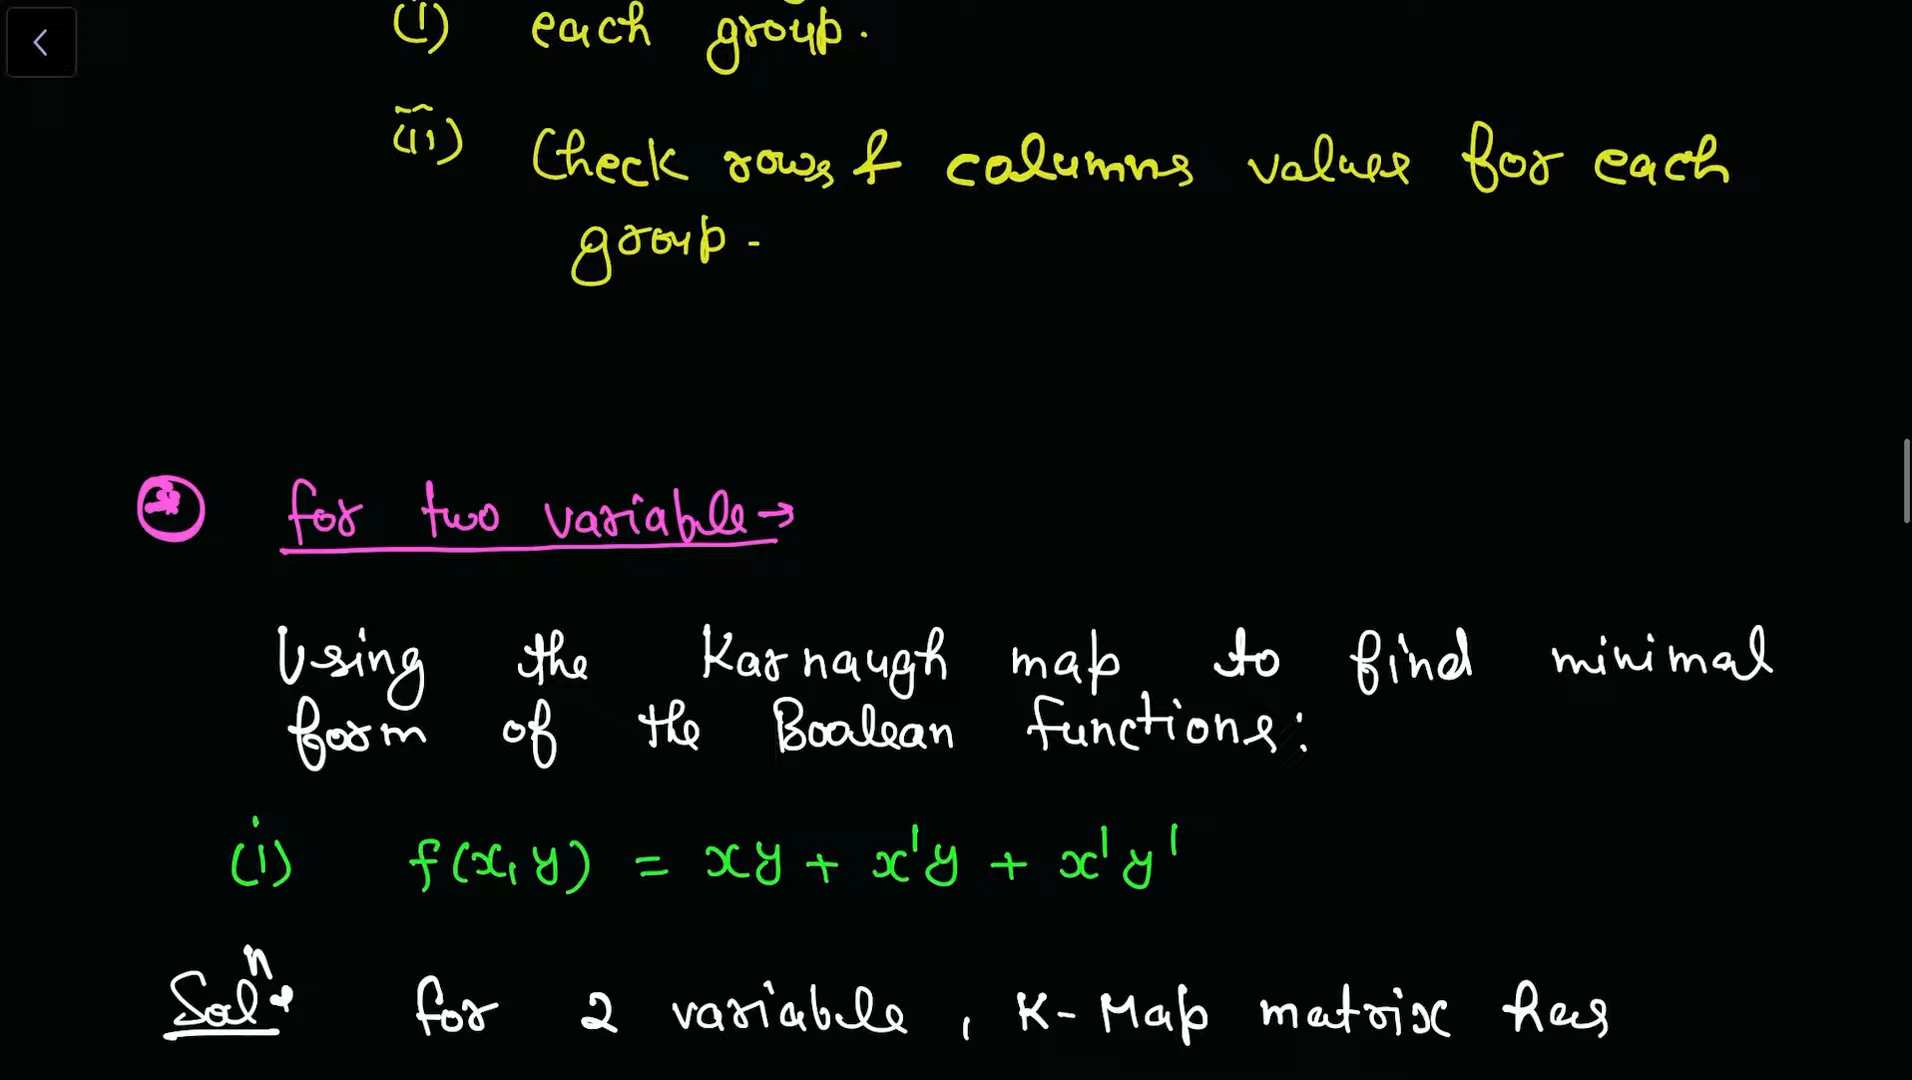 (i) each group.
(ii) Check rows & columns values for each
group.
for two variable →
Using the Karnaugh map to find minimal
form of the Boolean functions:
(i) f(x, y) = xy + x'y + x'y'
Solⁿ. for 2 variable, K-Map matrix has